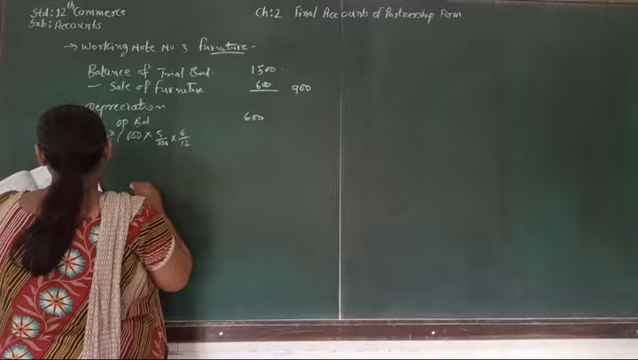 Std: 12th Commerce
Sub: Accounts
Ch: 2 Final Accounts of Partnership Form
→ Working Note No. 3 furniture -
Balance of Trial Bal. 1500
- Sale of furniture 600 900
Depreciation
op Bal 600
600 × 5/100 × 6/12